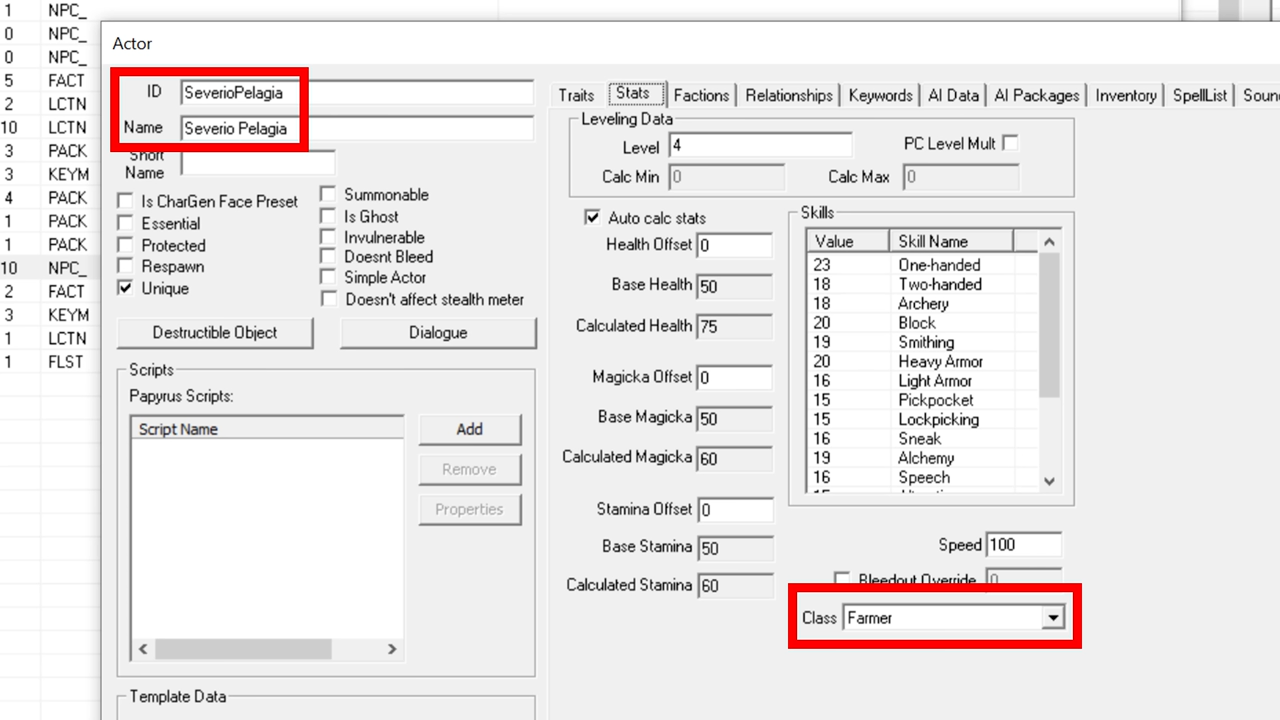 1 NPC_
0 NPC_
0 NPC_
5 FACT
2 LCTN
10 LCTN
3 PACK
3 KEYM
4 PACK
1 PACK
1 PACK
10 NPC_
2 FACT
3 KEYM
1 LCTN
1 FLST
Actor
ID SeverioPelagia
Name Severio Pelagia
Short
Name
Is CharGen Face Preset
Essential
Protected
Respawn
Unique
Summonable
Is Ghost
Invulnerable
Doesnt Bleed
Simple Actor
Doesn't affect stealth meter
Destructible Object Dialogue
Scripts
Papyrus Scripts:
Script Name
Add
Remove
Properties
Template Data
Traits Stats Factions Relationships Keywords AI Data AI Packages Inventory SpellList
Leveling Data
Level 4 PC Level Mult
Calc Min 0 Calc Max 0
Auto calc stats
Health Offset 0
Base Health 50
Calculated Health 75
Magicka Offset 0
Base Magicka 50
Calculated Magicka 60
Stamina Offset 0
Base Stamina 50
Calculated Stamina 60
Skills
Value Skill Name
23 One-handed
18 Two-handed
18 Archery
20 Block
19 Smithing
20 Heavy Armor
16 Light Armor
15 Pickpocket
15 Lockpicking
16 Sneak
19 Alchemy
16 Speech
Speed 100
Bleedout Override 0
Class Farmer